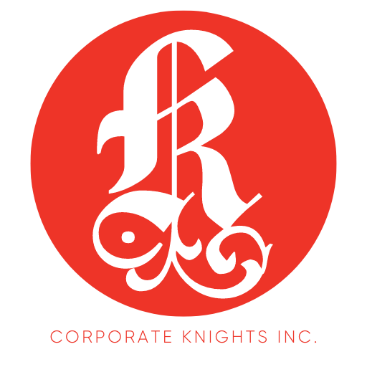 K
CORPORATE KNIGHTS INC.